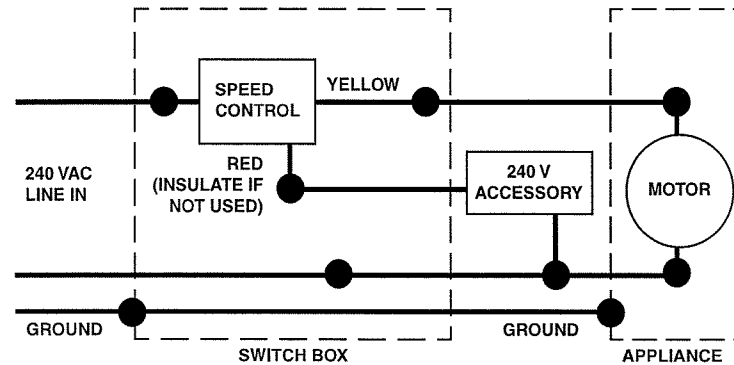 SPEED
CONTROL
YELLOW
RED
(INSULATE IF
NOT USED)
240 VAC
LINE IN
240 V
ACCESSORY
MOTOR
GROUND
GROUND
SWITCH BOX
APPLIANCE